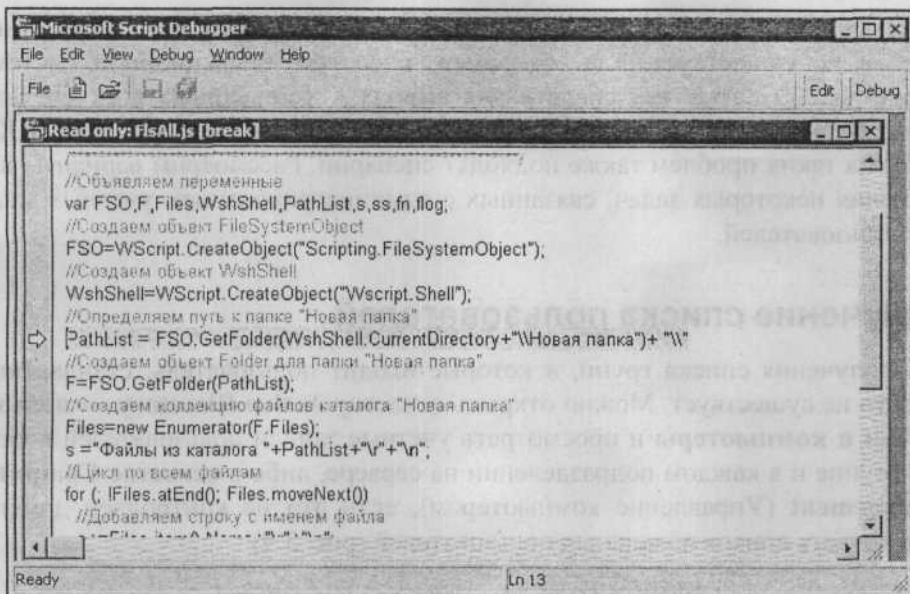 Microsoft Script Debugger
File Edit View Debug Window Help
File Edit Debug
Read only: FlsAll.js [break]
//Объявляем переменные
var FSO,F,Files,WshShell,PathList,s,ss,fn,flog;
//Создаем объект FileSystemObject
FSO=WScript.CreateObject("Scripting.FileSystemObject");
//Создаем объект WshShell
WshShell=WScript.CreateObject("Wscript.Shell");
//Определяем путь к папке "Новая папка"
PathList = FSO.GetFolder(WshShell.CurrentDirectory+"\\Новая папка")+ "\\"
//Создаем объект Folder для папки "Новая папка"
F=FSO.GetFolder(PathList);
//Создаем коллекцию файлов каталога "Новая папка"
Files=new Enumerator(F.Files);
s = "Файлы из каталога "+PathList+"\r"+"\n";
//Цикл по всем файлам
for (; !Files.atEnd(); Files.moveNext())
//Добавляем строку с именем файла
Ready Ln 13